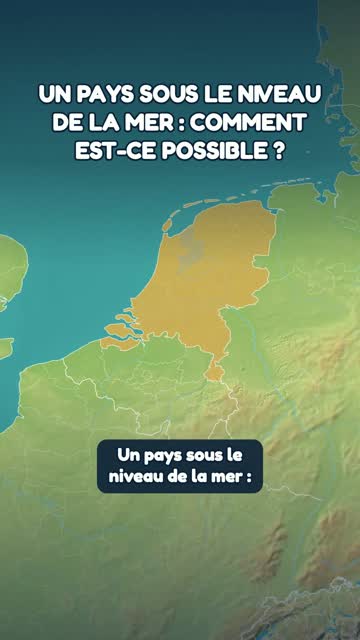 UN PAYS SOUS LE NIVEAU
DE LA MER : COMMENT
EST-CE POSSIBLE ?
Un pays sous le
niveau de la mer :